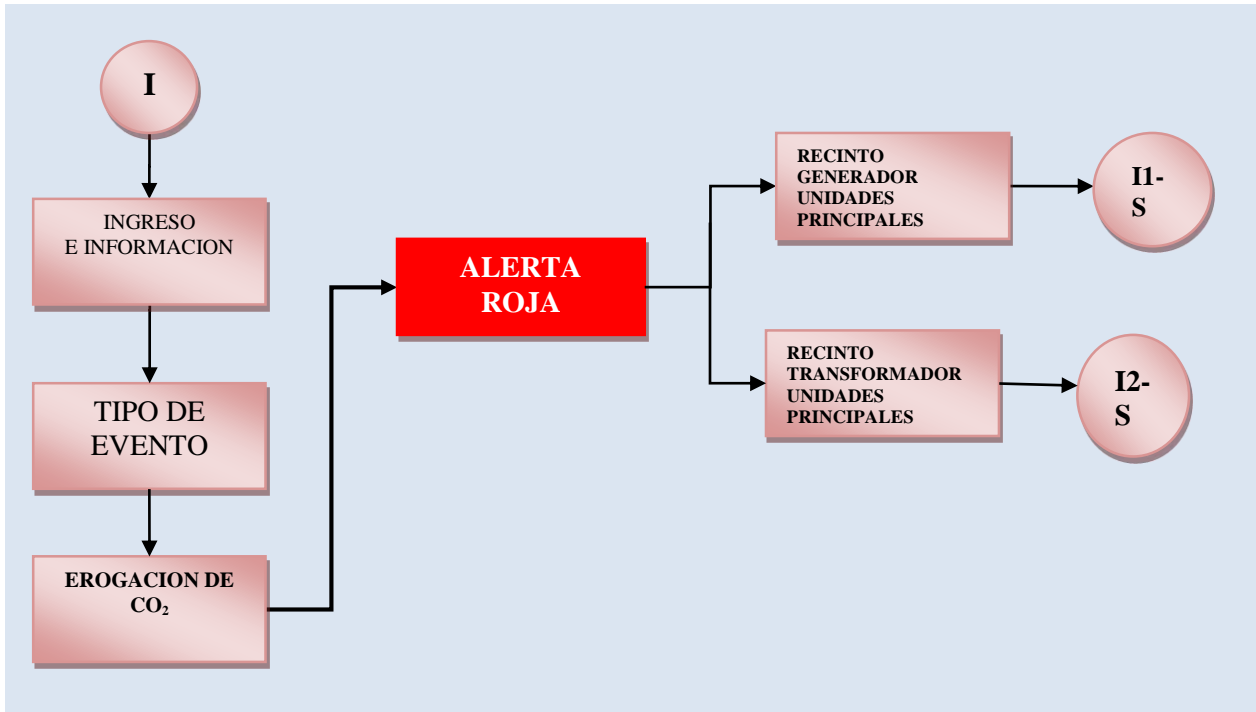 I
INGRESO
E INFORMACION
TIPO DE
EVENTO
EROGACION DE
CO₂
ALERTA
ROJA
RECINTO
GENERADOR
UNIDADES
PRINCIPALES
I1-
S
RECINTO
TRANSFORMADOR
UNIDADES
PRINCIPALES
I2-
S